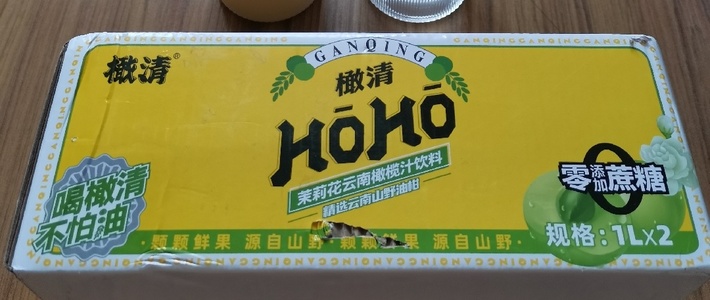 GANQING
橄清®
橄清
HŌHŌ
茉莉花云南橄榄汁饮料
精选云南山野油柑
喝橄清
不怕油
零添加蔗糖
0
规格:1Lx2
·颗颗鲜果 源自山野·颗颗鲜果 源自山野·